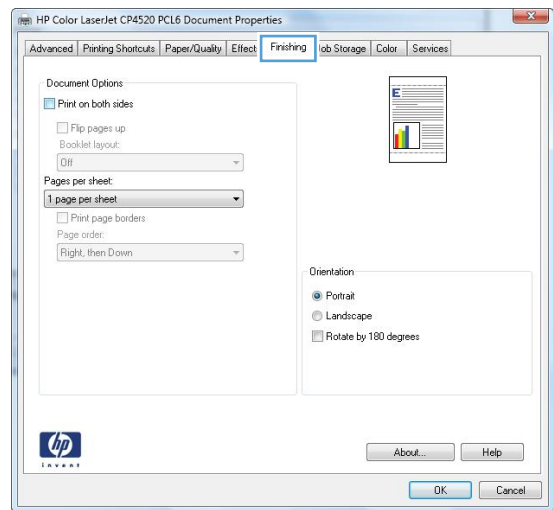 HP Color LaserJet CP4520 PCL6 Document Properties
Advanced Printing Shortcuts Paper/Quality Effect Finishing ob Storage Color Services
Document Options
Print on both sides
Flip pages up
Booklet layout:
Off
Pages per sheet:
1 page per sheet
Print page borders
Page order:
Right, then Down
E
Orientation
Portrait
Landscape
Rotate by 180 degrees
hp
invent
About... Help
OK Cancel